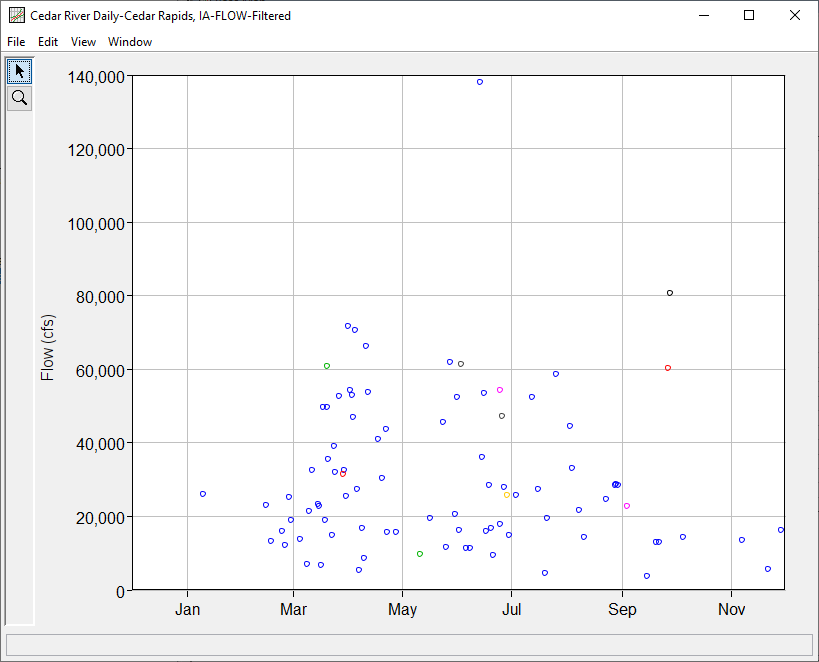 Cedar River Daily-Cedar Rapids, IA-FLOW-Filtered
File Edit View Window
Flow (cfs)
140,000
120,000
100,000
80,000
60,000
40,000
20,000
0
Jan Mar May Jul Sep Nov